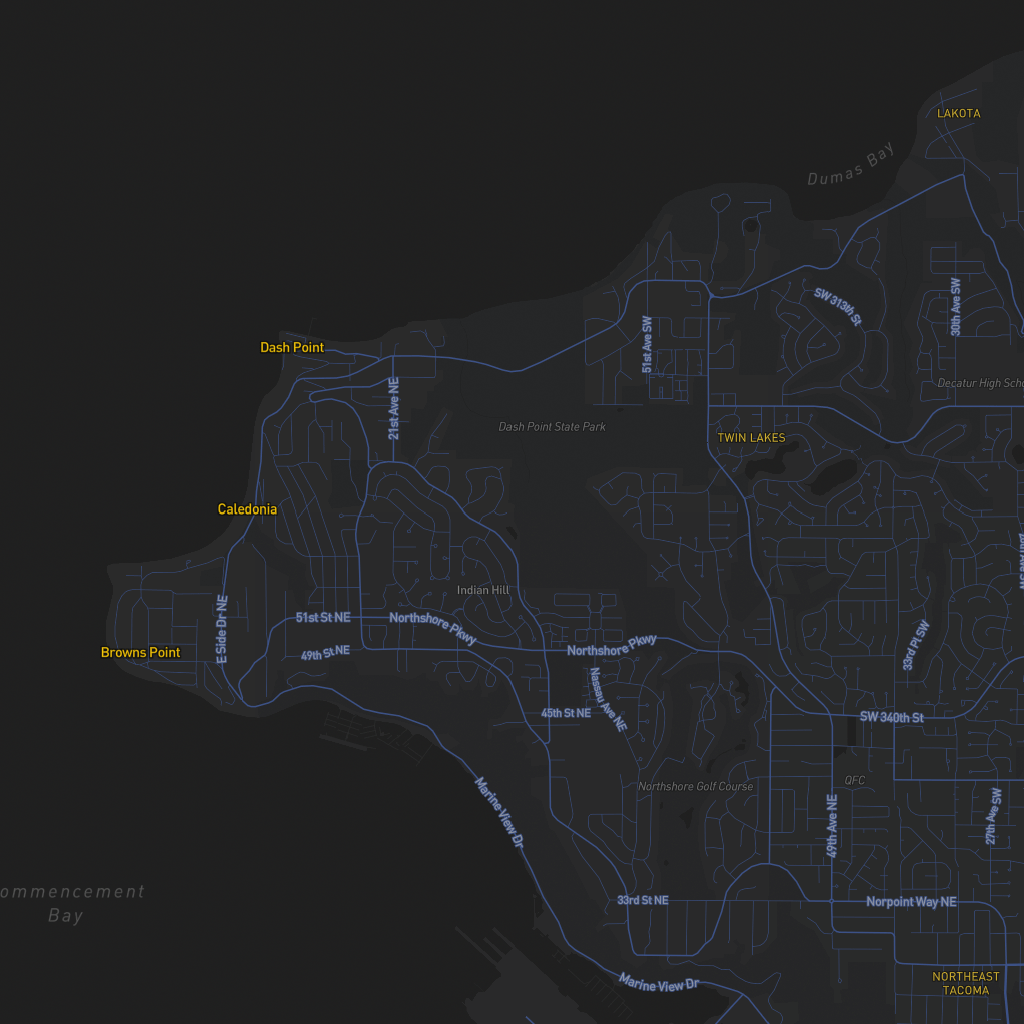 LAKOTA
Dumas Bay
SW 313th St
30th Ave SW
51st Ave SW
Dash Point
21st Ave NE
Decatur High Scho
Dash Point State Park
TWIN LAKES
Caledonia
Indian Hill
E Side Dr NE
51st St NE
Northshore Pkwy
49th St NE
Northshore Pkwy
33rd Pl SW
Browns Point
Nassau Ave NE
45th St NE
SW 340th St
QFC
Northshore Golf Course
Marine View Dr
49th Ave NE
27th Ave SW
ommencement
Bay
33rd St NE
Norpoint Way NE
Marine View Dr
NORTHEAST
TACOMA